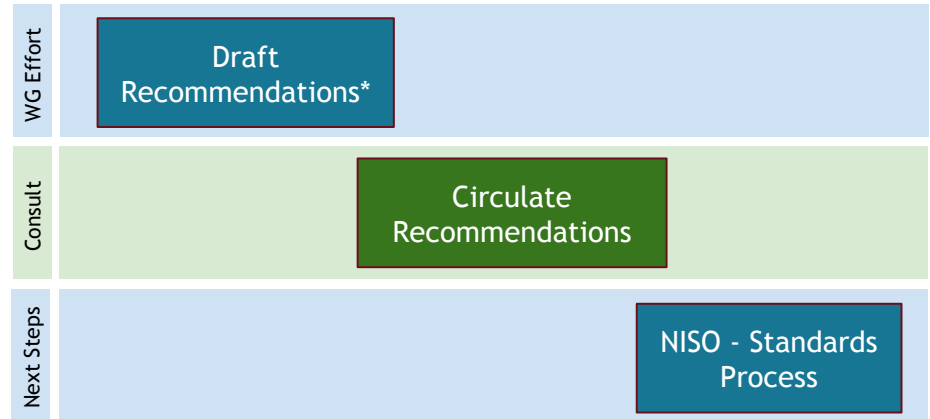 WG Effort
Draft
Recommendations*
Consult
Circulate
Recommendations
Next Steps
NISO - Standards
Process